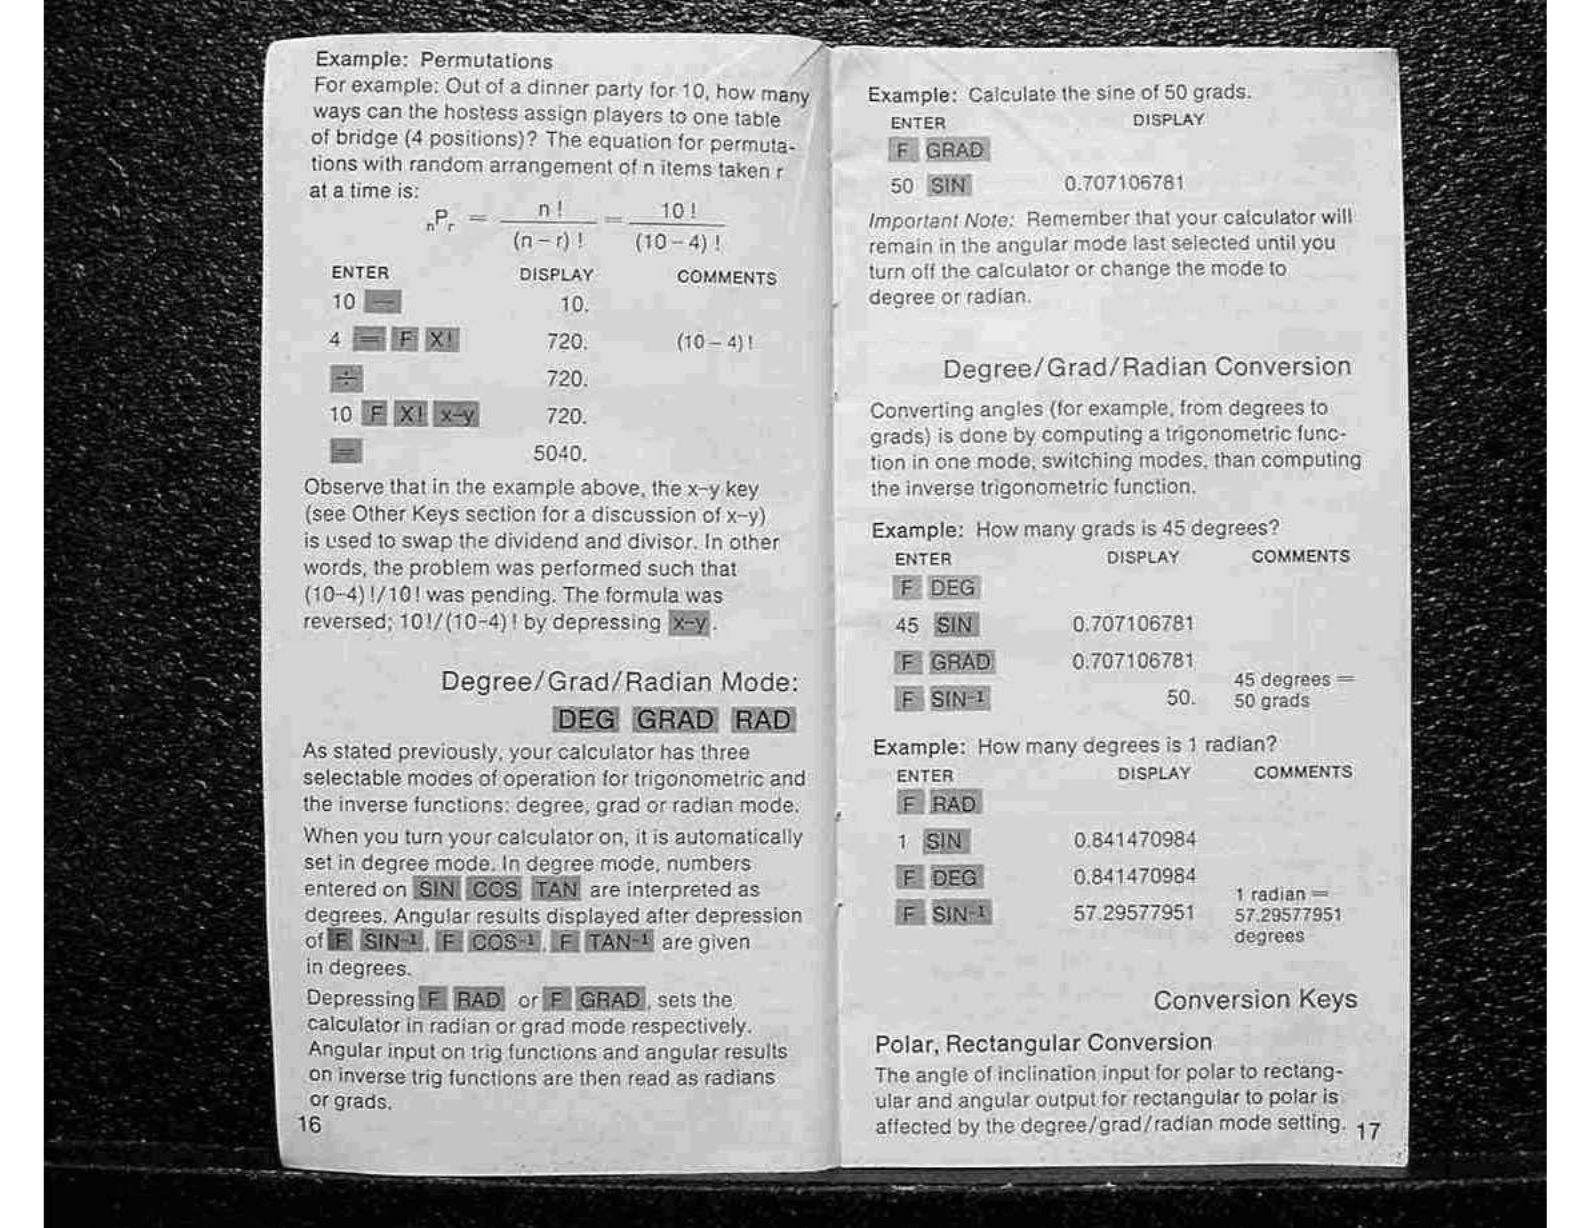 Example: Permutations
For example: Out of a dinner party for 10, how many
ways can the hostess assign players to one table
of bridge (4 positions)? The equation for permuta-
tions with random arrangement of n items taken r
at a time is:
nPr = n! / (n – r)! = 10! / (10 – 4)!
ENTER DISPLAY COMMENTS
10 − 10.
4 = F X! 720. (10 – 4)!
÷ 720.
10 F X! x–y 720.
= 5040.
Observe that in the example above, the x–y key
(see Other Keys section for a discussion of x–y)
is used to swap the dividend and divisor. In other
words, the problem was performed such that
(10–4)!/10! was pending. The formula was
reversed; 10!/(10–4)! by depressing x–y.
Degree/Grad/Radian Mode:
DEG GRAD RAD
As stated previously, your calculator has three
selectable modes of operation for trigonometric and
the inverse functions: degree, grad or radian mode.
When you turn your calculator on, it is automatically
set in degree mode. In degree mode, numbers
entered on SIN COS TAN are interpreted as
degrees. Angular results displayed after depression
of F SIN-1, F COS-1, F TAN-1 are given
in degrees.
Depressing F RAD or F GRAD, sets the
calculator in radian or grad mode respectively.
Angular input on trig functions and angular results
on inverse trig functions are then read as radians
or grads.
16
Example: Calculate the sine of 50 grads.
ENTER DISPLAY
F GRAD
50 SIN 0.707106781
Important Note: Remember that your calculator will
remain in the angular mode last selected until you
turn off the calculator or change the mode to
degree or radian.
Degree/Grad/Radian Conversion
Converting angles (for example, from degrees to
grads) is done by computing a trigonometric func-
tion in one mode, switching modes, than computing
the inverse trigonometric function.
Example: How many grads is 45 degrees?
ENTER DISPLAY COMMENTS
F DEG
45 SIN 0.707106781
F GRAD 0.707106781
F SIN-1 50. 45 degrees =
50 grads
Example: How many degrees is 1 radian?
ENTER DISPLAY COMMENTS
F RAD
1 SIN 0.841470984
F DEG 0.841470984
F SIN-1 57.29577951 1 radian =
57.29577951
degrees
Conversion Keys
Polar, Rectangular Conversion
The angle of inclination input for polar to rectang-
ular and angular output for rectangular to polar is
affected by the degree/grad/radian mode setting.
17